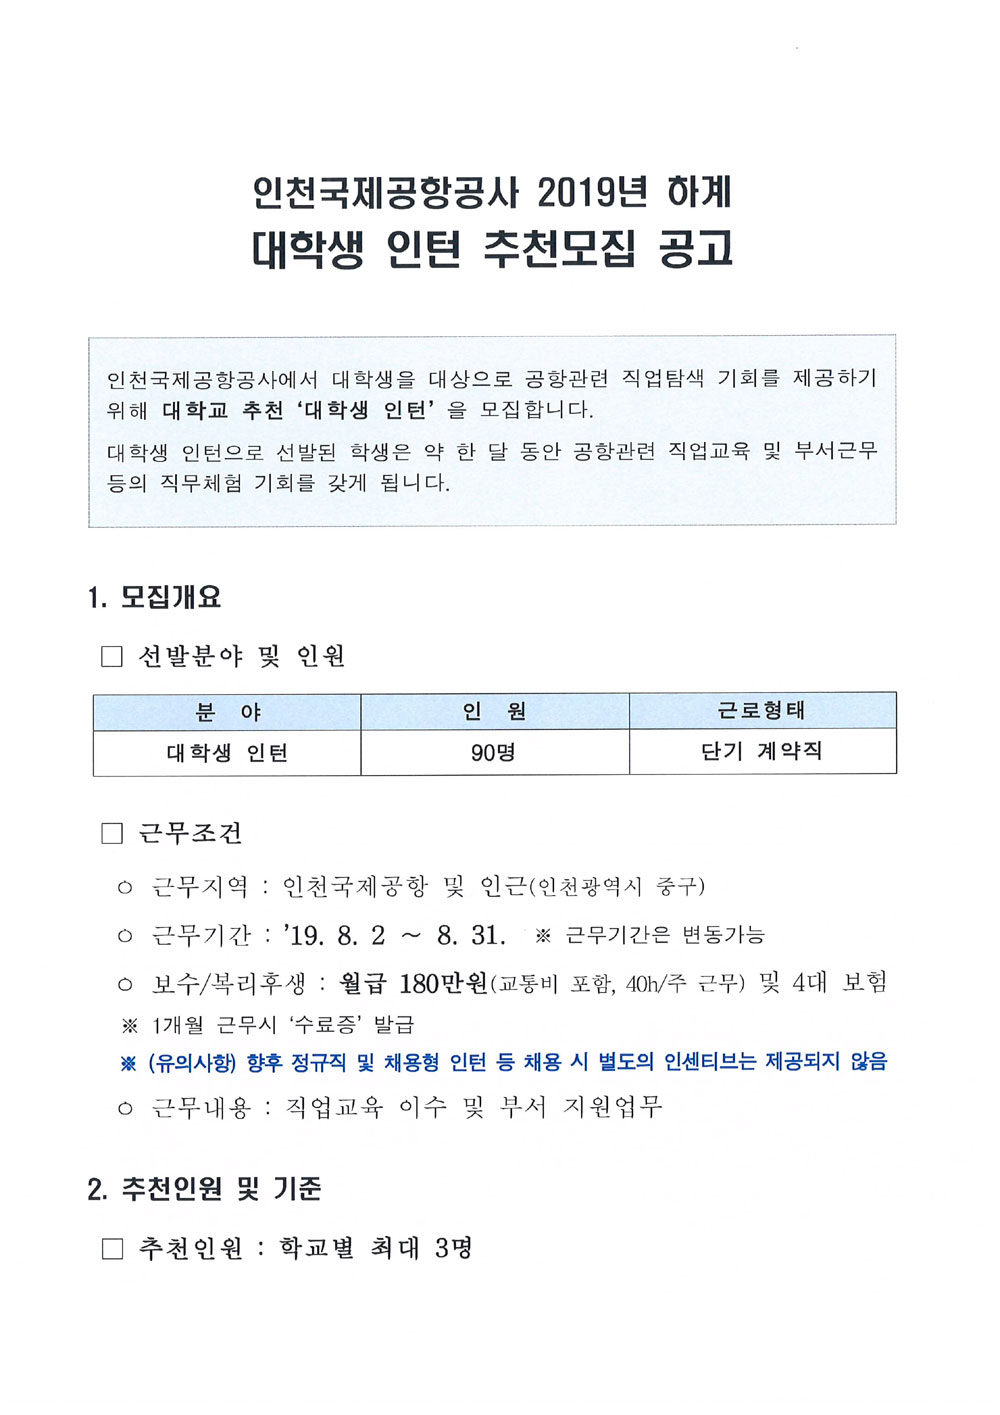 인천국제공항공사 2019년 하계
대학생 인턴 추천모집 공고
인천국제공항공사에서 대학생을 대상으로 공항관련 직업탐색 기회를 제공하기
위해 대학교 추천 ‘대학생 인턴’ 을 모집합니다.
대학생 인턴으로 선발된 학생은 약 한 달 동안 공항관련 직업교육 및 부서근무
등의 직무체험 기회를 갖게 됩니다.
1. 모집개요
□ 선발분야 및 인원
분 야 인 원 근로형태
대학생 인턴 90명 단기 계약직
□ 근무조건
○ 근무지역 : 인천국제공항 및 인근(인천광역시 중구)
○ 근무기간 : ’19. 8. 2 ~ 8. 31. ※ 근무기간은 변동가능
○ 보수/복리후생 : 월급 180만원(교통비 포함, 40h/주 근무) 및 4대 보험
※ 1개월 근무시 ‘수료증’ 발급
※ (유의사항) 향후 정규직 및 채용형 인턴 등 채용 시 별도의 인센티브는 제공되지 않음
○ 근무내용 : 직업교육 이수 및 부서 지원업무
2. 추천인원 및 기준
□ 추천인원 : 학교별 최대 3명